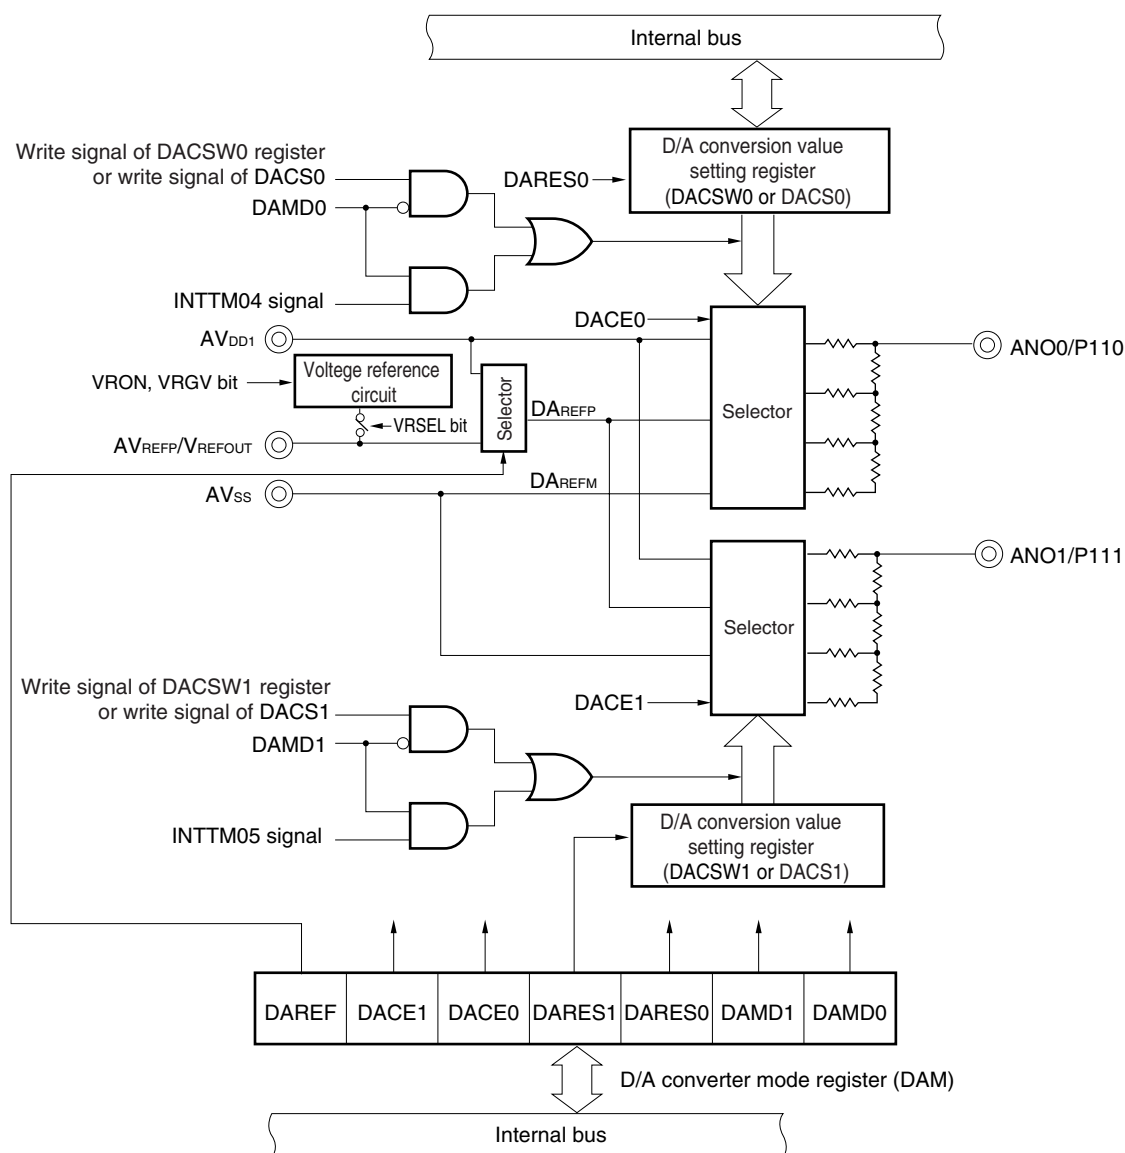 Internal bus
D/A conversion value
setting register
(DACSW0 or DACS0)
Write signal of DACSW0 register
or write signal of DACS0
DARES0
DAMD0
INTTM04 signal
DACE0
AVDD1
ANO0/P110
VRON, VRGV bit
Voltege reference
circuit
Selector
DAREFP
Selector
VRSEL bit
AVREFP/VREFOUT
AVSS
DAREFM
ANO1/P111
Selector
Write signal of DACSW1 register
or write signal of DACS1
DACE1
DAMD1
INTTM05 signal
D/A conversion value
setting register
(DACSW1 or DACS1)
DAREF DACE1 DACE0 DARES1 DARES0 DAMD1 DAMD0
D/A converter mode register (DAM)
Internal bus